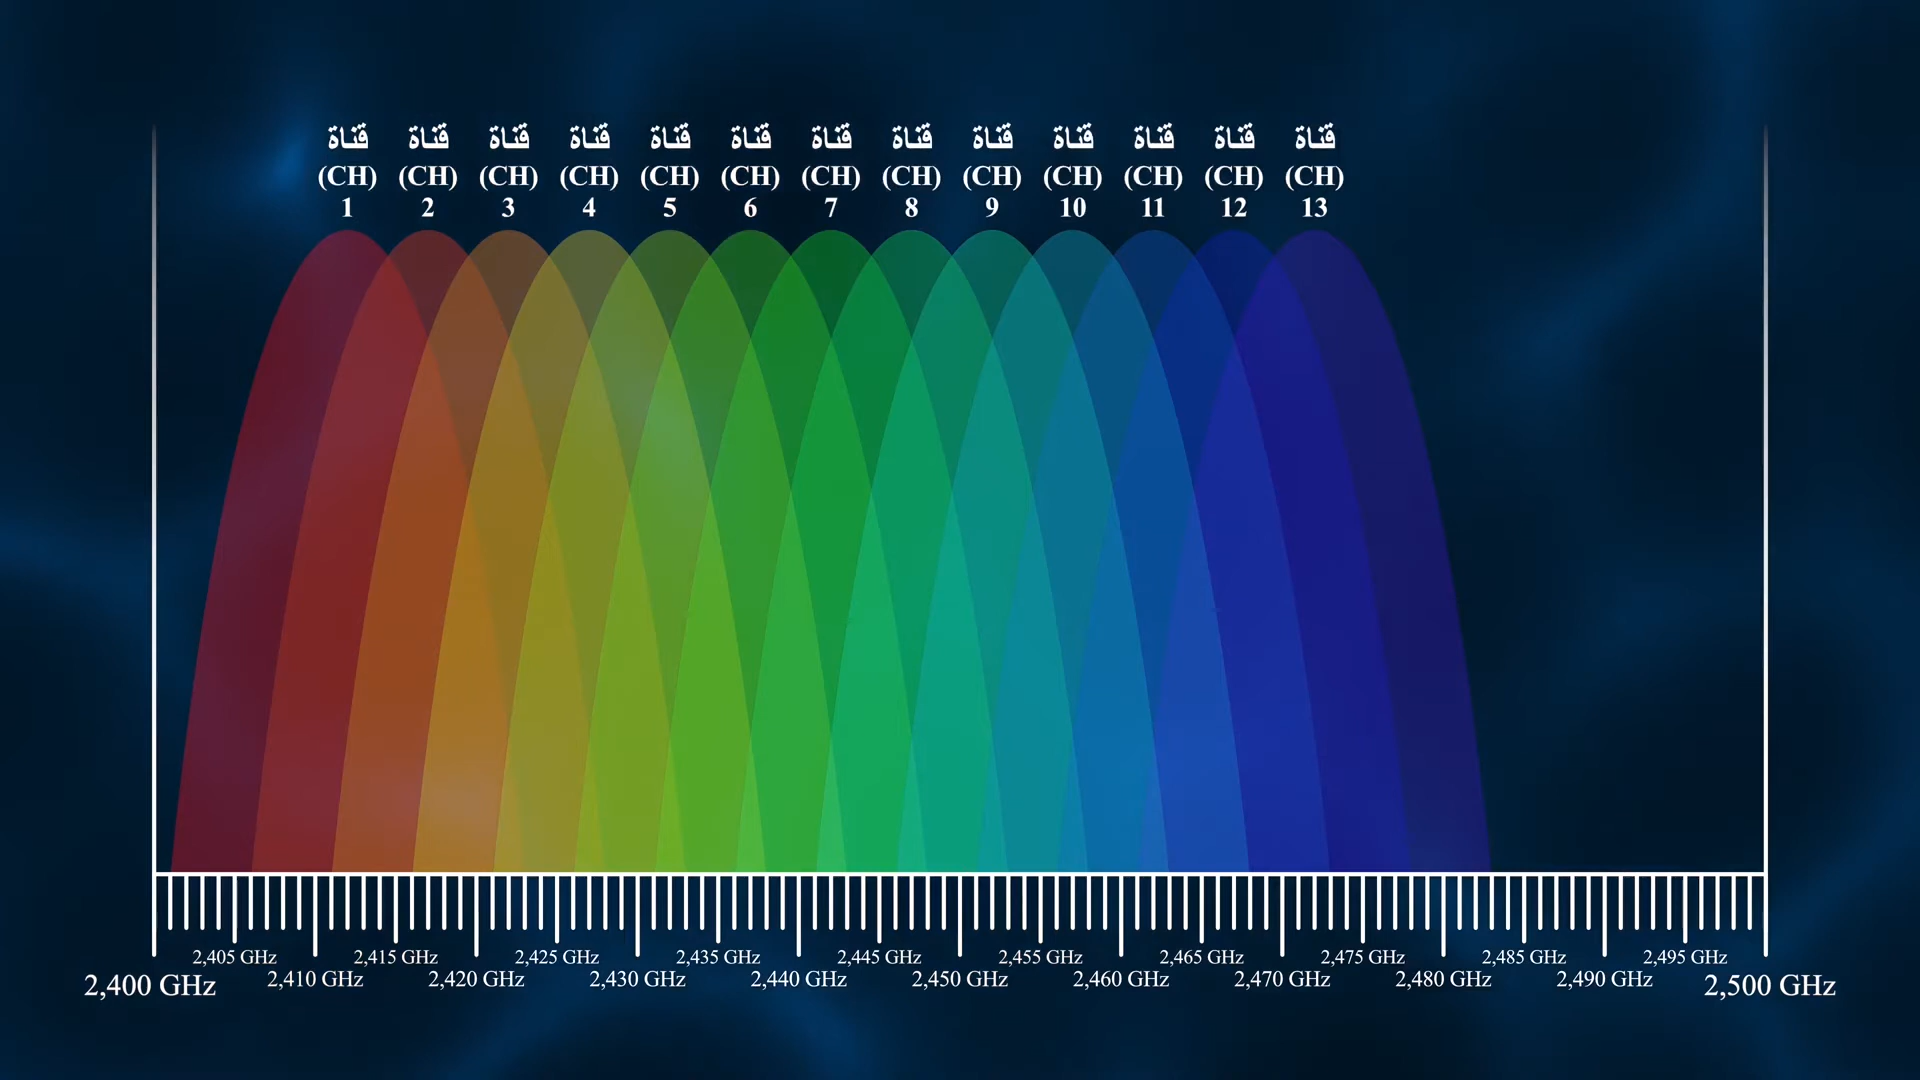 قناة قناة قناة قناة قناة قناة قناة قناة قناة قناة قناة قناة قناة
(CH) (CH) (CH) (CH) (CH) (CH) (CH) (CH) (CH) (CH) (CH) (CH) (CH)
1 2 3 4 5 6 7 8 9 10 11 12 13
2,405 GHz 2,415 GHz 2,425 GHz 2,435 GHz 2,445 GHz 2,455 GHz 2,465 GHz 2,475 GHz 2,485 GHz 2,495 GHz
2,400 GHz 2,410 GHz 2,420 GHz 2,430 GHz 2,440 GHz 2,450 GHz 2,460 GHz 2,470 GHz 2,480 GHz 2,490 GHz 2,500 GHz